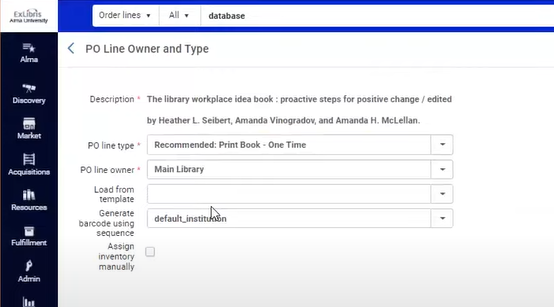 ExLibris
Alma University
Order lines
All
database
PO Line Owner and Type
Alma
Discovery
Market
Acquisitions
Resources
Fulfillment
Admin
Description * The library workplace idea book : proactive steps for positive change / edited
by Heather L. Seibert, Amanda Vinogradov, and Amanda H. McLellan.
PO line type * Recommended: Print Book - One Time
PO line owner * Main Library
Load from
template
Generate
barcode using
sequence
default_institution
Assign
inventory
manually